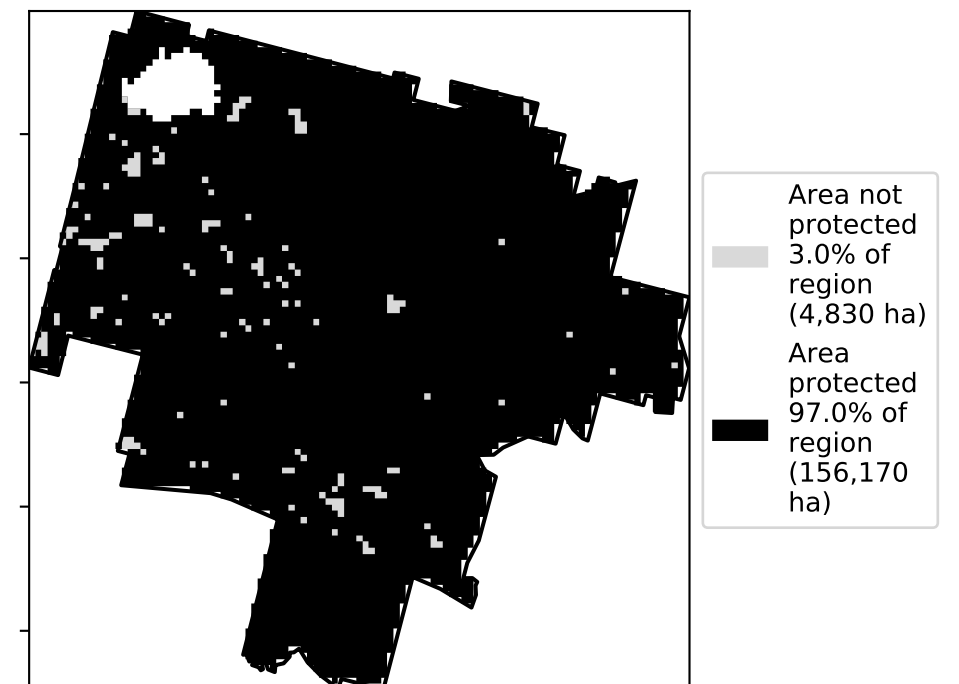 Area not
protected
3.0% of
region
(4,830 ha)
Area
protected
97.0% of
region
(156,170
ha)